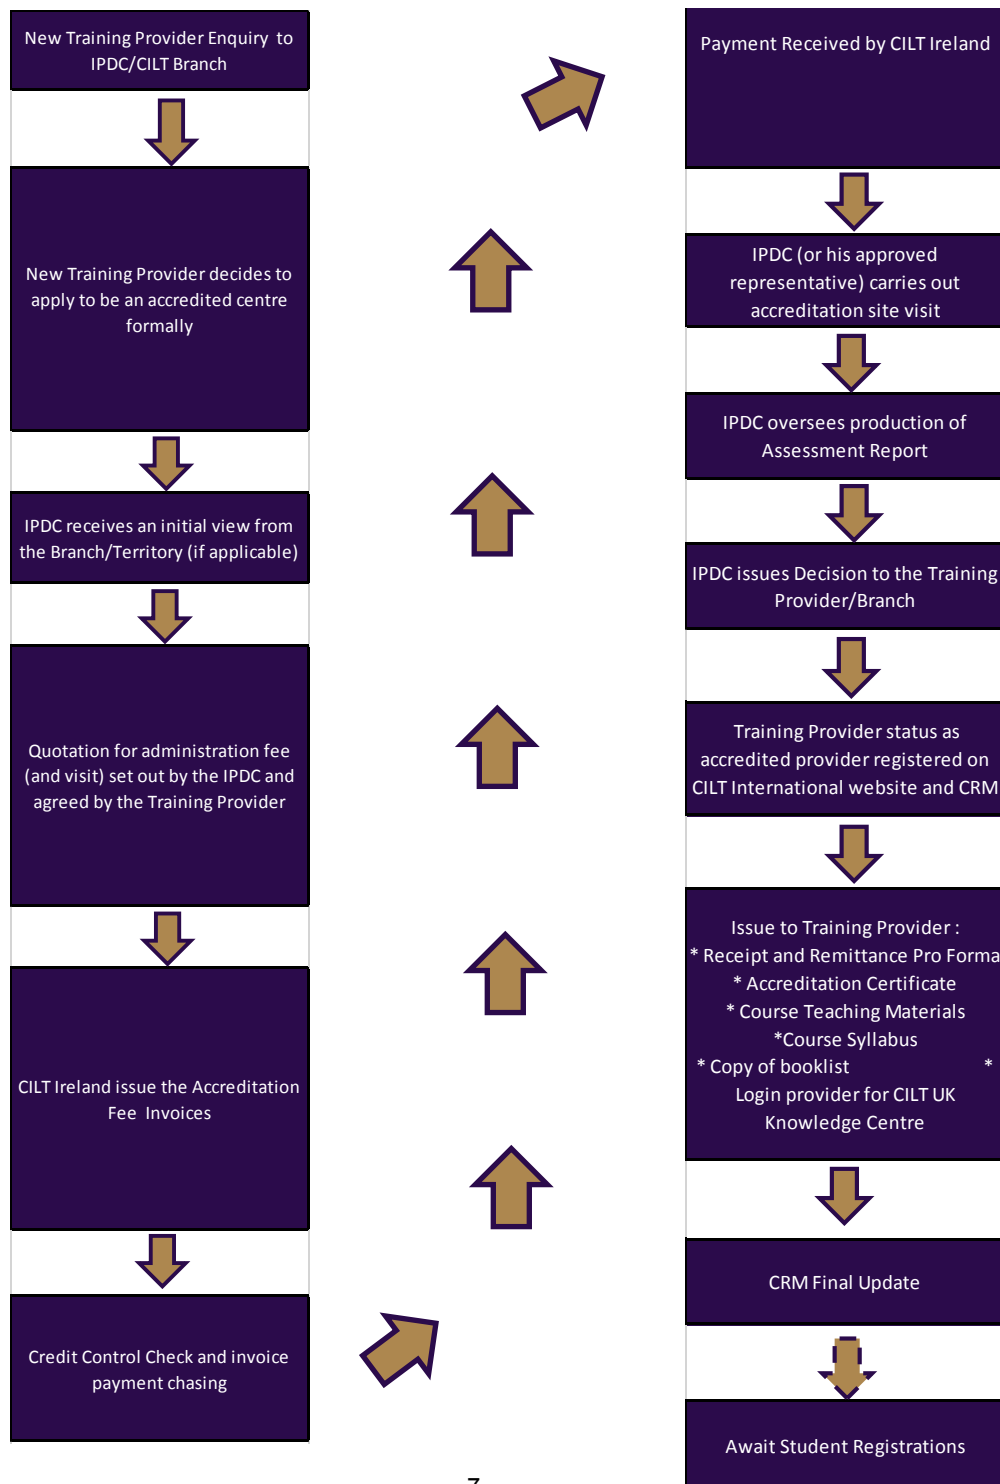 New Training Provider Enquiry to
IPDC/CILT Branch
New Training Provider decides to
apply to be an accredited centre
formally
IPDC receives an initial view from
the Branch/Territory (if applicable)
Quotation for administration fee
(and visit) set out by the IPDC and
agreed by the Training Provider
CILT Ireland issue the Accreditation
Fee Invoices
Credit Control Check and invoice
payment chasing
Payment Received by CILT Ireland
IPDC (or his approved
representative) carries out
accreditation site visit
IPDC oversees production of
Assessment Report
IPDC issues Decision to the Training
Provider/Branch
Training Provider status as
accredited provider registered on
CILT International website and CRM
Issue to Training Provider :
* Receipt and Remittance Pro Forma
* Accreditation Certificate
* Course Teaching Materials
*Course Syllabus
* Copy of booklist *
Login provider for CILT UK
Knowledge Centre
CRM Final Update
Await Student Registrations